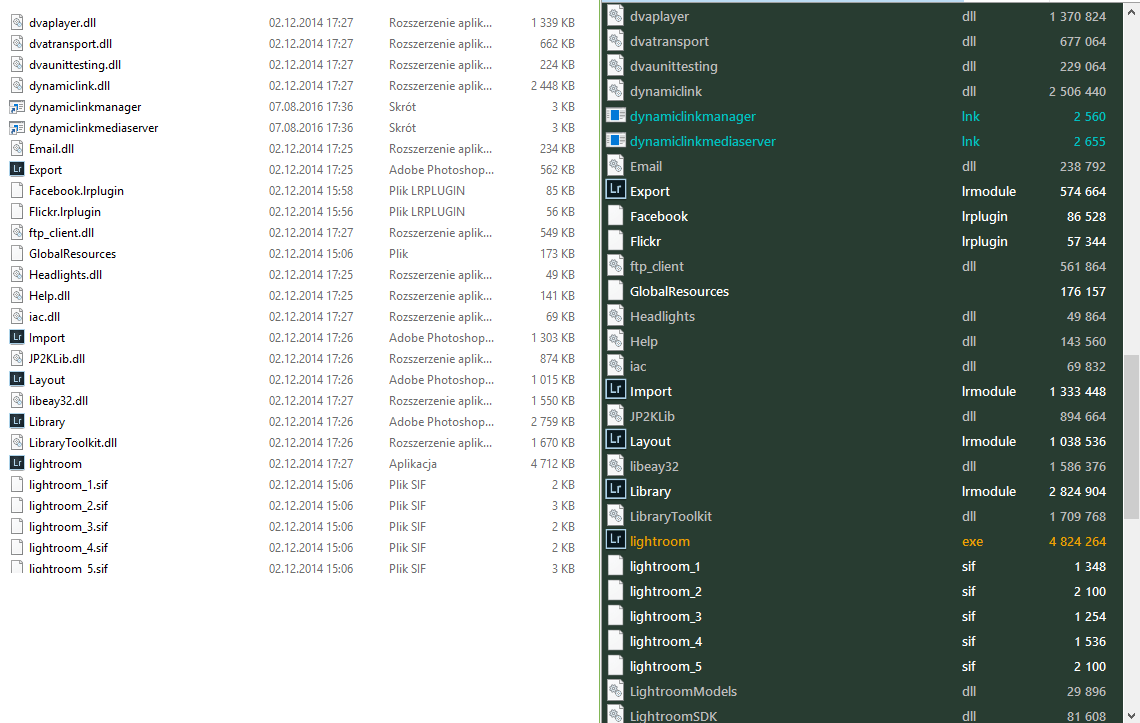 dvaplayer.dll 02.12.2014 17:27 Rozszerzenie aplik... 1 339 KB
dvatransport.dll 02.12.2014 17:27 Rozszerzenie aplik... 662 KB
dvaunittesting.dll 02.12.2014 17:27 Rozszerzenie aplik... 224 KB
dynamiclink.dll 02.12.2014 17:27 Rozszerzenie aplik... 2 448 KB
dynamiclinkmanager 07.08.2016 17:36 Skrót 3 KB
dynamiclinkmediaserver 07.08.2016 17:36 Skrót 3 KB
Email.dll 02.12.2014 17:25 Rozszerzenie aplik... 234 KB
Lr Export 02.12.2014 17:25 Adobe Photoshop... 562 KB
Facebook.lrplugin 02.12.2014 15:58 Plik LRPLUGIN 85 KB
Flickr.lrplugin 02.12.2014 15:56 Plik LRPLUGIN 56 KB
ftp_client.dll 02.12.2014 17:27 Rozszerzenie aplik... 549 KB
GlobalResources 02.12.2014 15:06 Plik 173 KB
Headlights.dll 02.12.2014 17:25 Rozszerzenie aplik... 49 KB
Help.dll 02.12.2014 17:25 Rozszerzenie aplik... 141 KB
iac.dll 02.12.2014 17:27 Rozszerzenie aplik... 69 KB
Lr Import 02.12.2014 17:26 Adobe Photoshop... 1 303 KB
JP2KLib.dll 02.12.2014 17:26 Rozszerzenie aplik... 874 KB
Lr Layout 02.12.2014 17:26 Adobe Photoshop... 1 015 KB
libeay32.dll 02.12.2014 17:27 Rozszerzenie aplik... 1 550 KB
Lr Library 02.12.2014 17:26 Adobe Photoshop... 2 759 KB
LibraryToolkit.dll 02.12.2014 17:26 Rozszerzenie aplik... 1 670 KB
Lr lightroom 02.12.2014 17:27 Aplikacja 4 712 KB
lightroom_1.sif 02.12.2014 15:06 Plik SIF 2 KB
lightroom_2.sif 02.12.2014 15:06 Plik SIF 3 KB
lightroom_3.sif 02.12.2014 15:06 Plik SIF 2 KB
lightroom_4.sif 02.12.2014 15:06 Plik SIF 2 KB
lightroom_5.sif 02.12.2014 15:06 Plik SIF 3 KB
dvaplayer dll 1 370 824
dvatransport dll 677 064
dvaunittesting dll 229 064
dynamiclink dll 2 506 440
dynamiclinkmanager lnk 2 560
dynamiclinkmediaserver lnk 2 655
Email dll 238 792
Lr Export lrmodule 574 664
Facebook lrplugin 86 528
Flickr lrplugin 57 344
ftp_client dll 561 864
GlobalResources 176 157
Headlights dll 49 864
Help dll 143 560
iac dll 69 832
Lr Import lrmodule 1 333 448
JP2KLib dll 894 664
Lr Layout lrmodule 1 038 536
libeay32 dll 1 586 376
Lr Library lrmodule 2 824 904
LibraryToolkit dll 1 709 768
Lr lightroom exe 4 824 264
lightroom_1 sif 1 348
lightroom_2 sif 2 100
lightroom_3 sif 1 254
lightroom_4 sif 1 536
lightroom_5 sif 2 100
LightroomModels dll 29 896
LightroomSDK dll 81 608